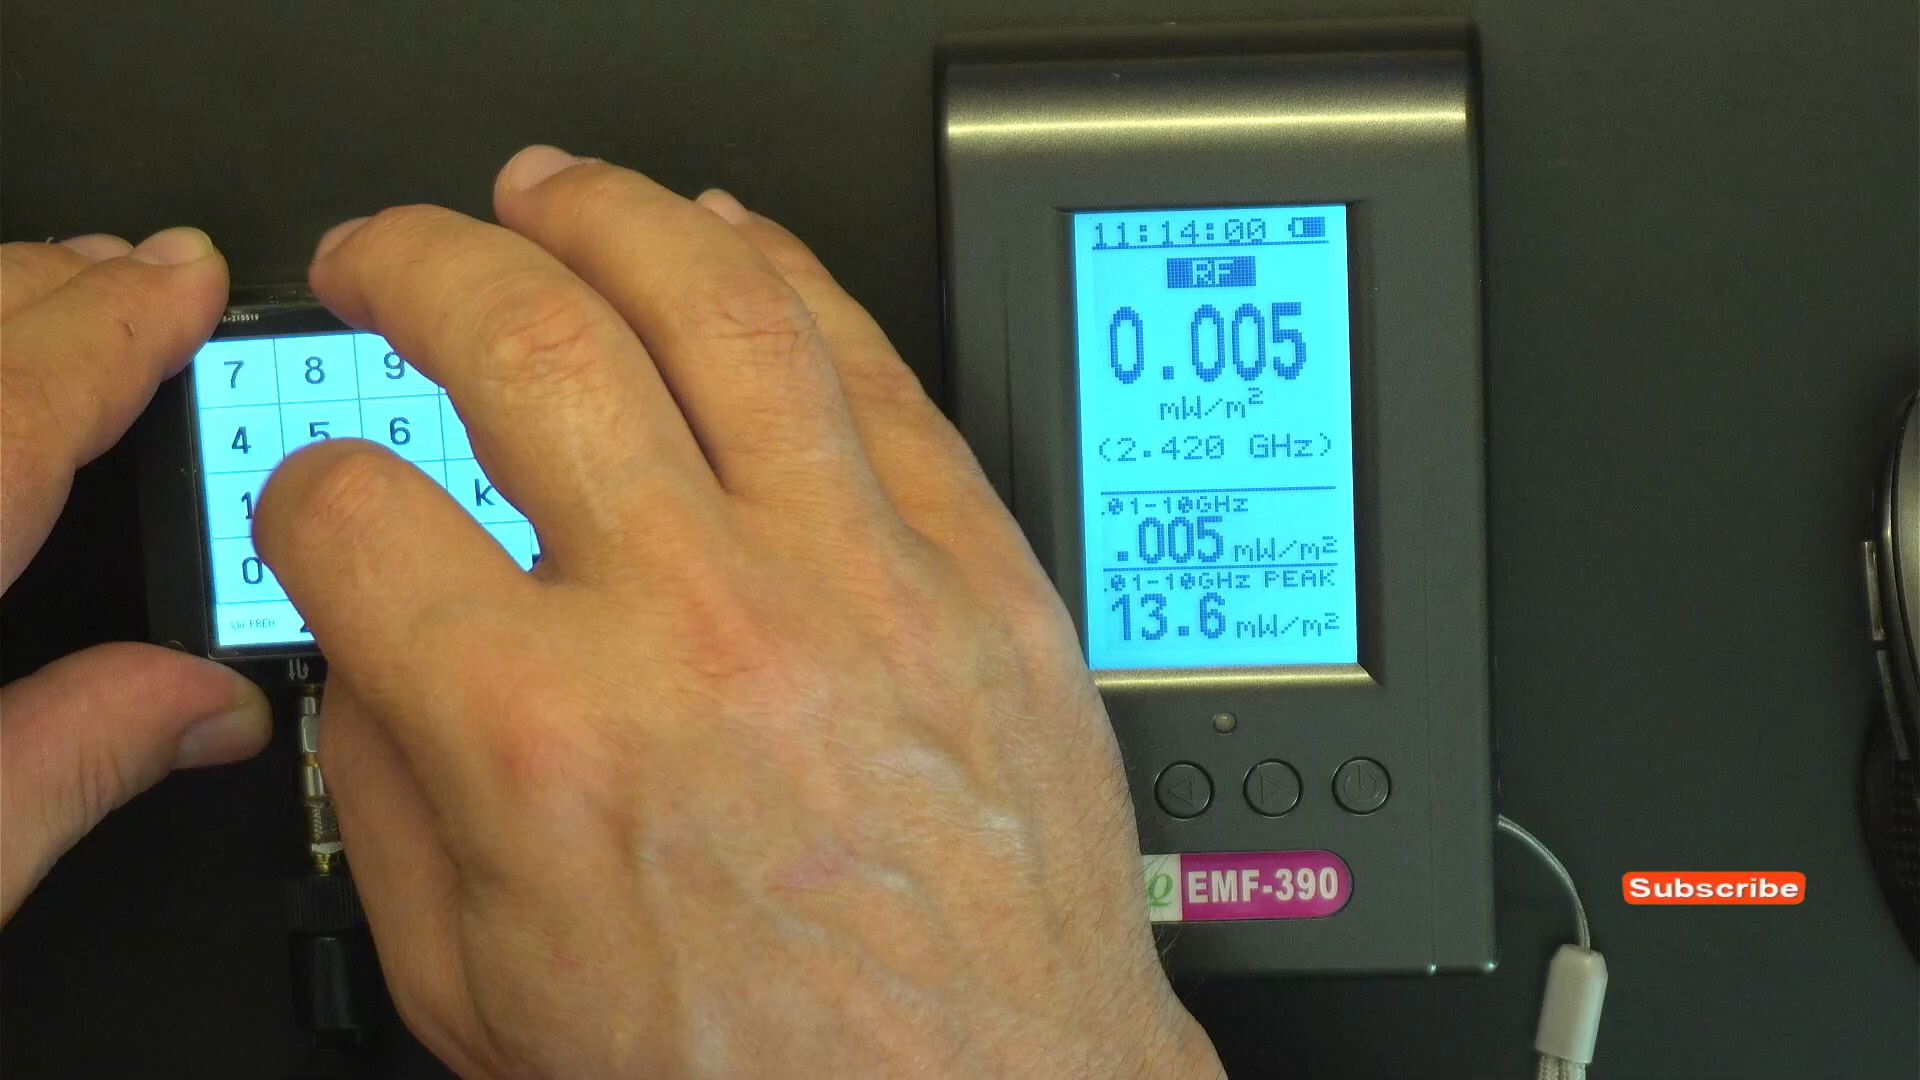 7 8 9
4 5 6
1 k
0
11:14:00
RF
0.005
mW/m²
(2.420 GHz)
.01-10GHz
.005 mW/m²
.01-10GHz PEAK
13.6 mW/m²
Q EMF-390
Subscribe